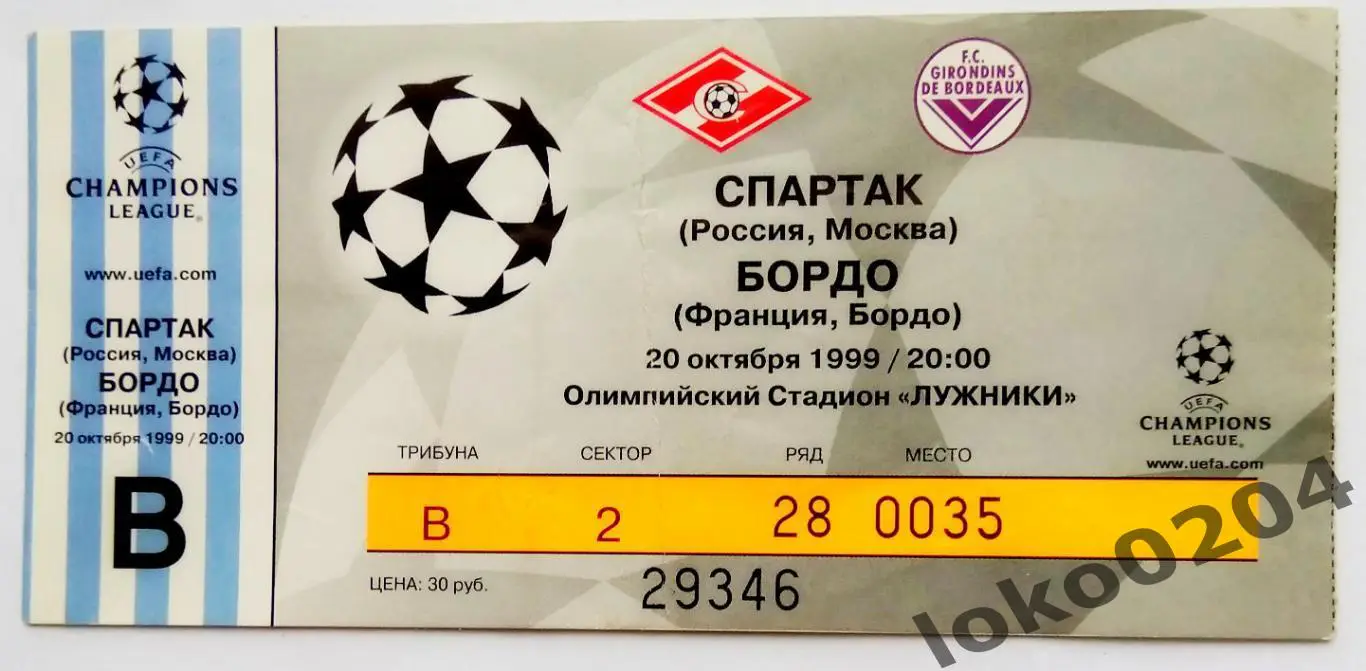 UEFA
CHAMPIONS
LEAGUE®
www.uefa.com
СПАРТАК
(Россия, Москва)
БОРДО
(Франция, Бордо)
20 октября 1999 / 20:00
В
С
F.C.
GIRONDINS
DE BORDEAUX
СПАРТАК
(Россия, Москва)
БОРДО
(Франция, Бордо)
20 октября 1999 / 20:00
Олимпийский Стадион «ЛУЖНИКИ»
UEFA
CHAMPIONS
LEAGUE®
www.uefa.com
ТРИБУНА СЕКТОР РЯД МЕСТО
В 2 28 0035
ЦЕНА: 30 руб.
29346
loko0204